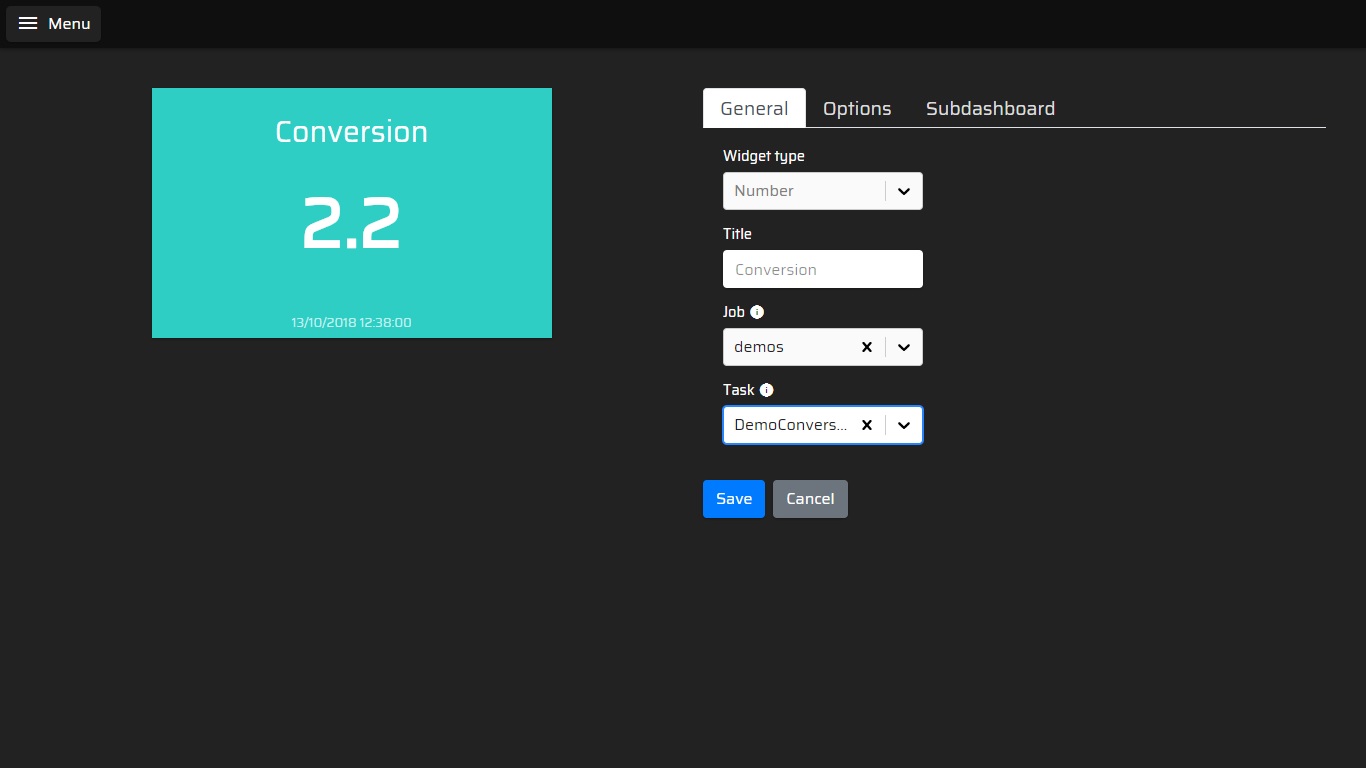 Menu
Conversion
2.2
13/10/2018 12:38:00
General Options Subdashboard
Widget type
Number
Title
Conversion
Job
demos
Task
DemoConvers...
Save Cancel